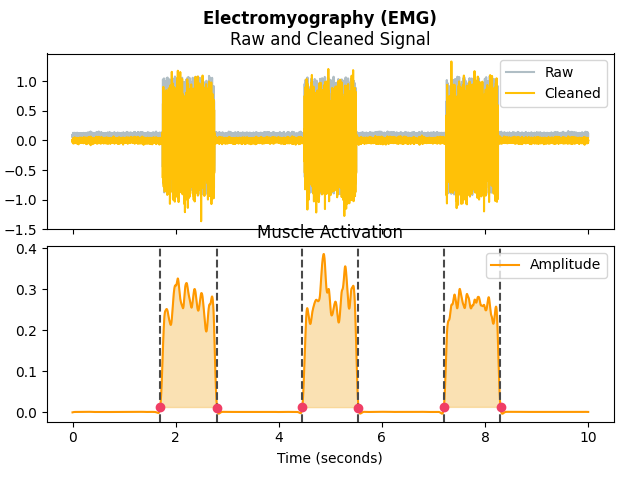 Electromyography (EMG)
Raw and Cleaned Signal
1.0
0.5
0.0
−0.5
−1.0
−1.5
Raw
Cleaned
Muscle Activation
0.4
0.3
0.2
0.1
0.0
Amplitude
0 2 4 6 8 10
Time (seconds)